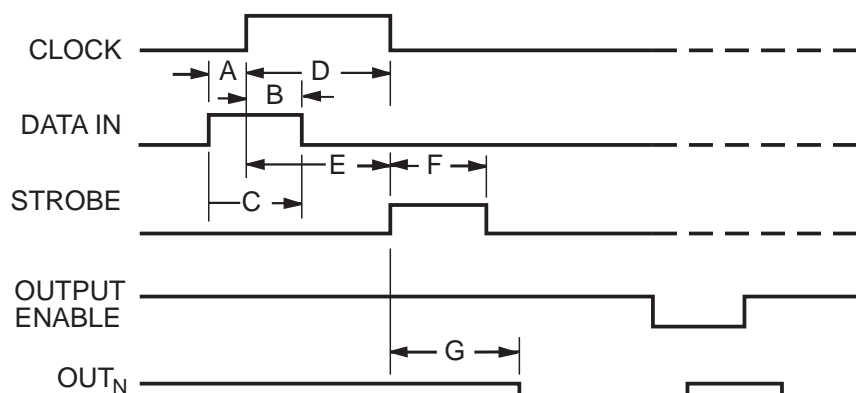 CLOCK
A
D
B
DATA IN
E
F
C
STROBE
OUTPUT
ENABLE
G
OUTN